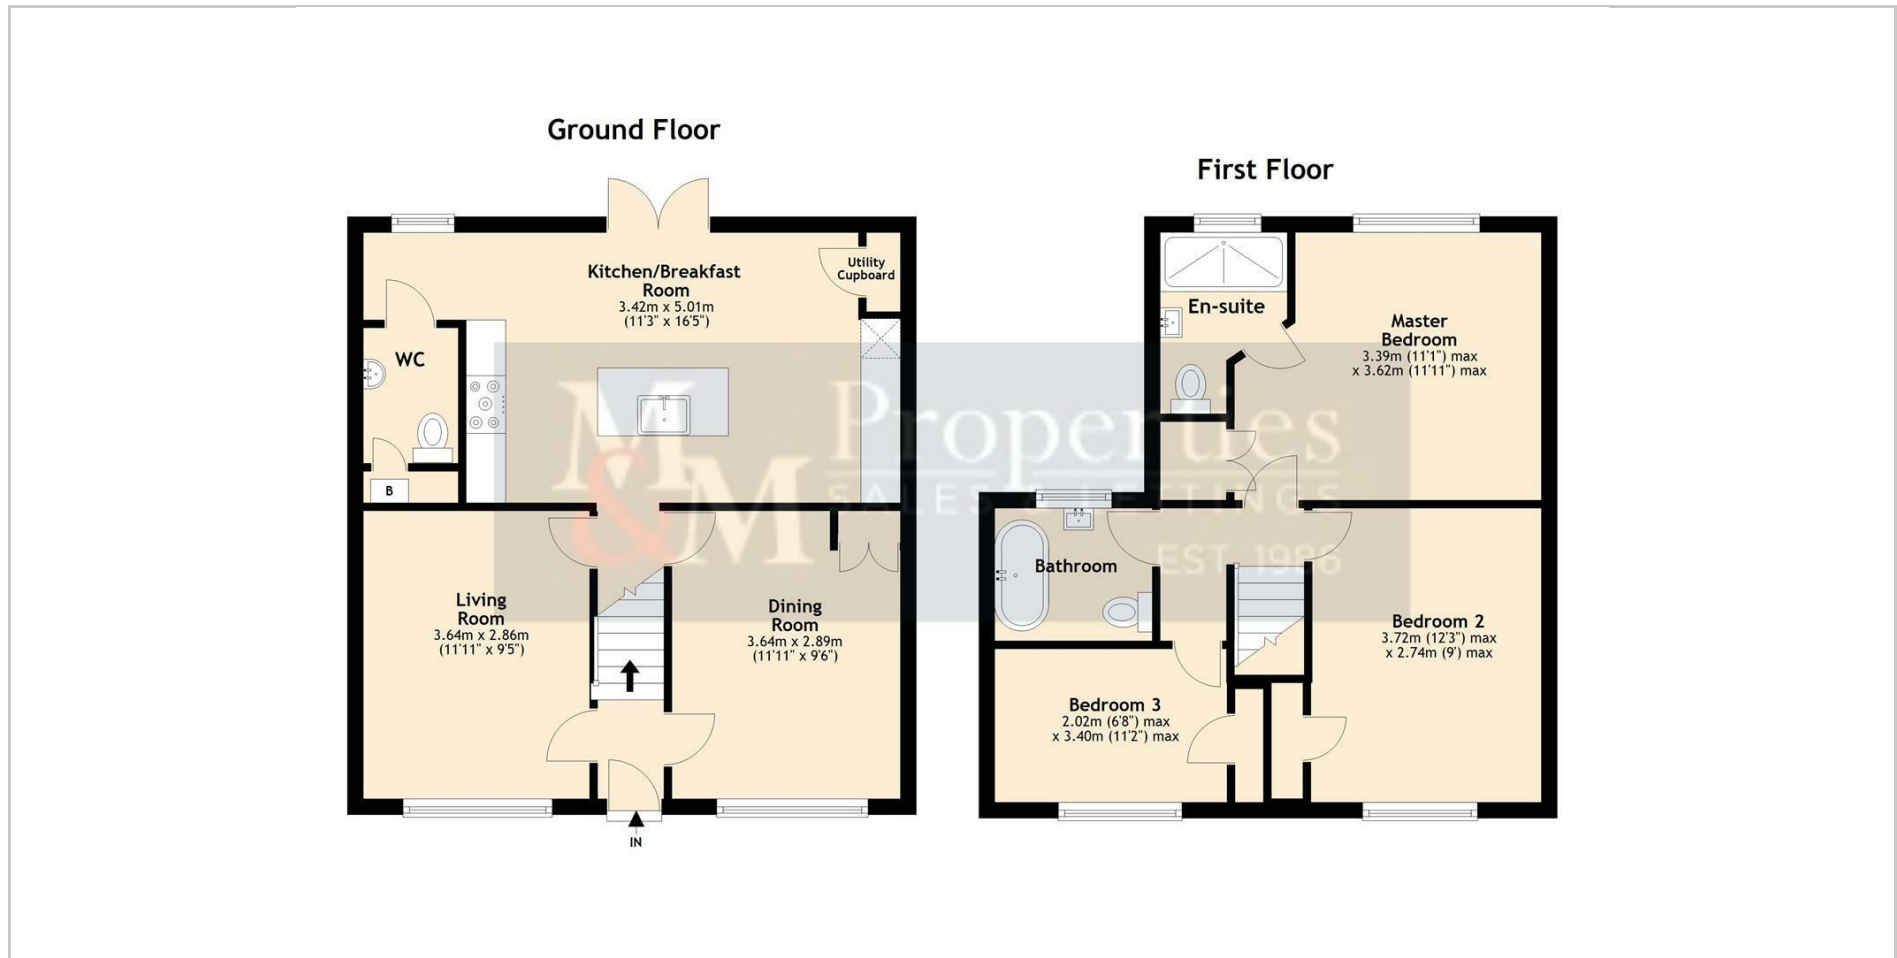 Ground Floor
Kitchen/Breakfast
Room
3.42m x 5.01m
(11'3" x 16'5")
Utility
Cupboard
WC
B
Living
Room
3.64m x 2.86m
(11'11" x 9'5")
Dining
Room
3.64m x 2.89m
(11'11" x 9'6")
IN
First Floor
En-suite
Master
Bedroom
3.39m (11'1") max
x 3.62m (11'11") max
Bathroom
Bedroom 2
3.72m (12'3") max
x 2.74m (9') max
Bedroom 3
2.02m (6'8") max
x 3.40m (11'2") max
M&M Properties
SALES & LETTINGS
EST 1986